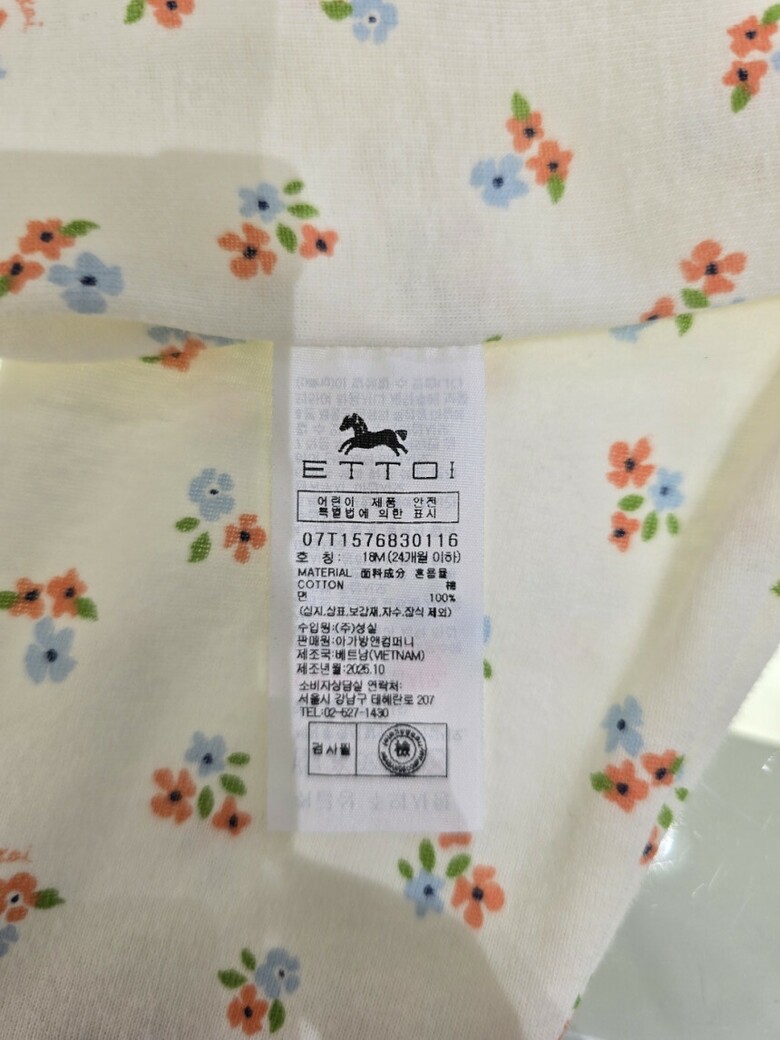 ETTOI
어린이 제품 안전
특별법에 의한 표시
07T1576830116
호 칭: 18M(24개월 이하)
MATERIAL 面料成分 혼용률
COTTON 棉
면 100%
(심지,상표,보강재,자수,장식 제외)
수입원:(주)성실
판매원:아가방앤컴퍼니
제조국:베트남(VIETNAM)
제조년월:2025.10
소비자상담실 연락처:
서울시 강남구 테헤란로 207
TEL:02-527-1430
검사필